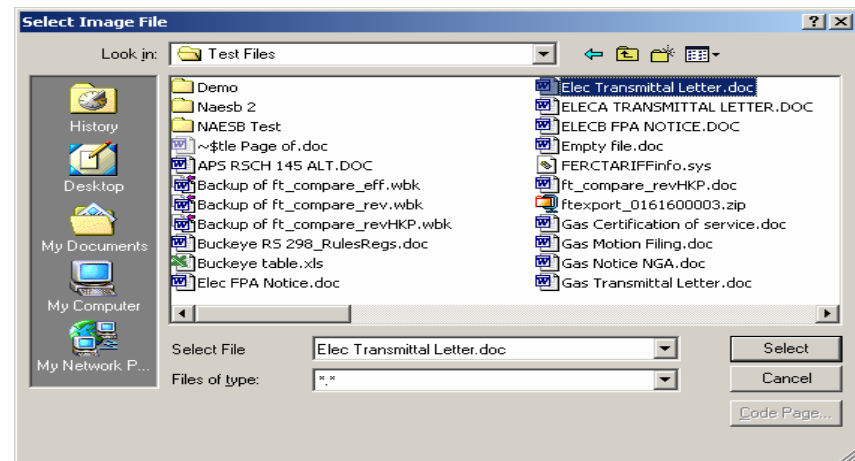 Select Image File
Look in: Test Files
History
Desktop
My Documents
My Computer
My Network P...
Demo
Naesb 2
NAESB Test
~$tle Page of.doc
APS RSCH 145 ALT.DOC
Backup of ft_compare_eff.wbk
Backup of ft_compare_rev.wbk
Backup of ft_compare_revHKP.wbk
Buckeye RS 298_RulesRegs.doc
Buckeye table.xls
Elec FPA Notice.doc
Elec Transmittal Letter.doc
ELECA TRANSMITTAL LETTER.DOC
ELECB FPA NOTICE.DOC
Empty file.doc
FERCTARIFFinfo.sys
ft_compare_revHKP.doc
ftexport_0161600003.zip
Gas Certification of service.doc
Gas Motion Filing.doc
Gas Notice NGA.doc
Gas Transmittal Letter.doc
Select File Elec Transmittal Letter.doc Select
Files of type: *.* Cancel
Code Page...